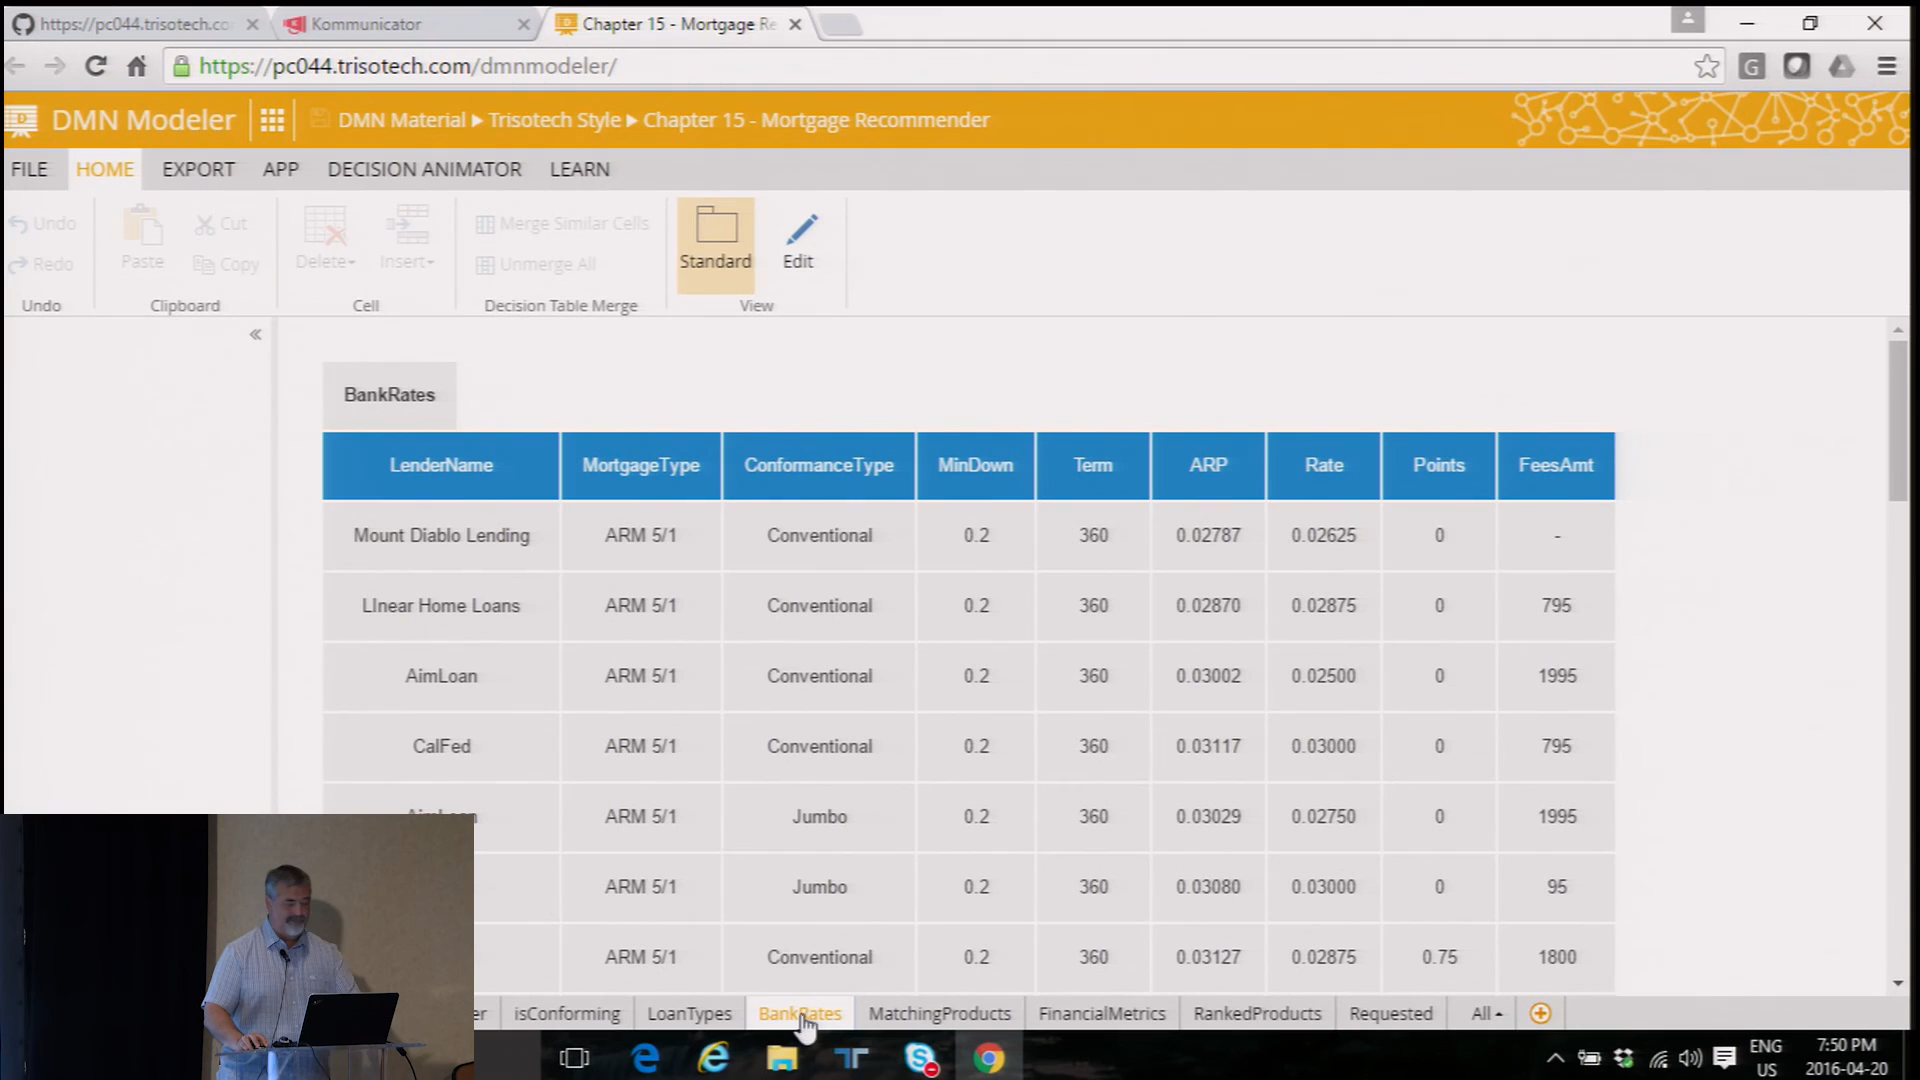 https://pc044.trisotech.co
Kommunicator
Chapter 15 - Mortgage Re
https://pc044.trisotech.com/dmnmodeler/
DMN Modeler
DMN Material ▸ Trisotech Style ▸ Chapter 15 - Mortgage Recommender
FILE HOME EXPORT APP DECISION ANIMATOR LEARN
Undo
Redo
Undo
Paste
Cut
Copy
Clipboard
Delete
Insert
Cell
Merge Similar Cells
Unmerge All
Decision Table Merge
Standard
Edit
View
BankRates
LenderName MortgageType ConformanceType MinDown Term ARP Rate Points FeesAmt
Mount Diablo Lending ARM 5/1 Conventional 0.2 360 0.02787 0.02625 0 -
LInear Home Loans ARM 5/1 Conventional 0.2 360 0.02870 0.02875 0 795
AimLoan ARM 5/1 Conventional 0.2 360 0.03002 0.02500 0 1995
CalFed ARM 5/1 Conventional 0.2 360 0.03117 0.03000 0 795
ARM 5/1 Jumbo 0.2 360 0.03029 0.02750 0 1995
ARM 5/1 Jumbo 0.2 360 0.03080 0.03000 0 95
ARM 5/1 Conventional 0.2 360 0.03127 0.02875 0.75 1800
er isConforming LoanTypes BankRates MatchingProducts FinancialMetrics RankedProducts Requested All
ENG
US
7:50 PM
2016-04-20